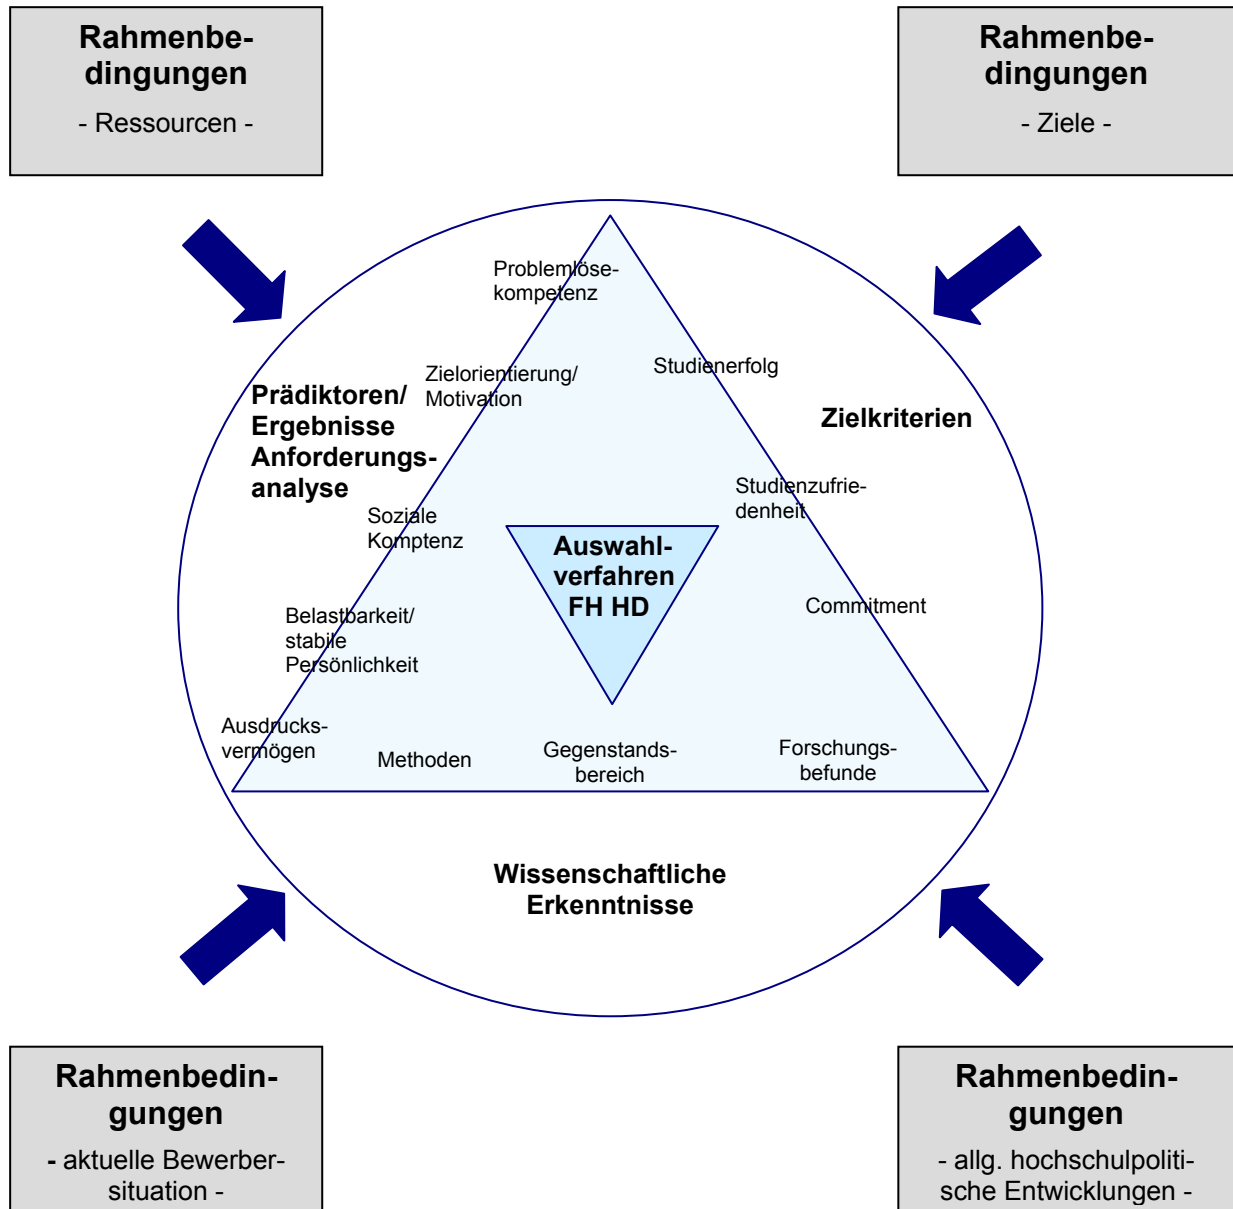 Rahmenbe-
dingungen
- Ressourcen -
Rahmenbe-
dingungen
- Ziele -
Problemlöse-
kompetenz
Zielorientierung/
Motivation
Studienerfolg
Prädiktoren/
Ergebnisse
Anforderungs-
analyse
Zielkriterien
Soziale
Komptenz
Studienzufrie-
denheit
Auswahl-
verfahren
FH HD
Belastbarkeit/
stabile
Persönlichkeit
Commitment
Ausdrucks-
vermögen
Methoden
Gegenstands-
bereich
Forschungs-
befunde
Wissenschaftliche
Erkenntnisse
Rahmenbedin-
gungen
- aktuelle Bewerber-
situation -
Rahmenbedin-
gungen
- allg. hochschulpoliti-
sche Entwicklungen -